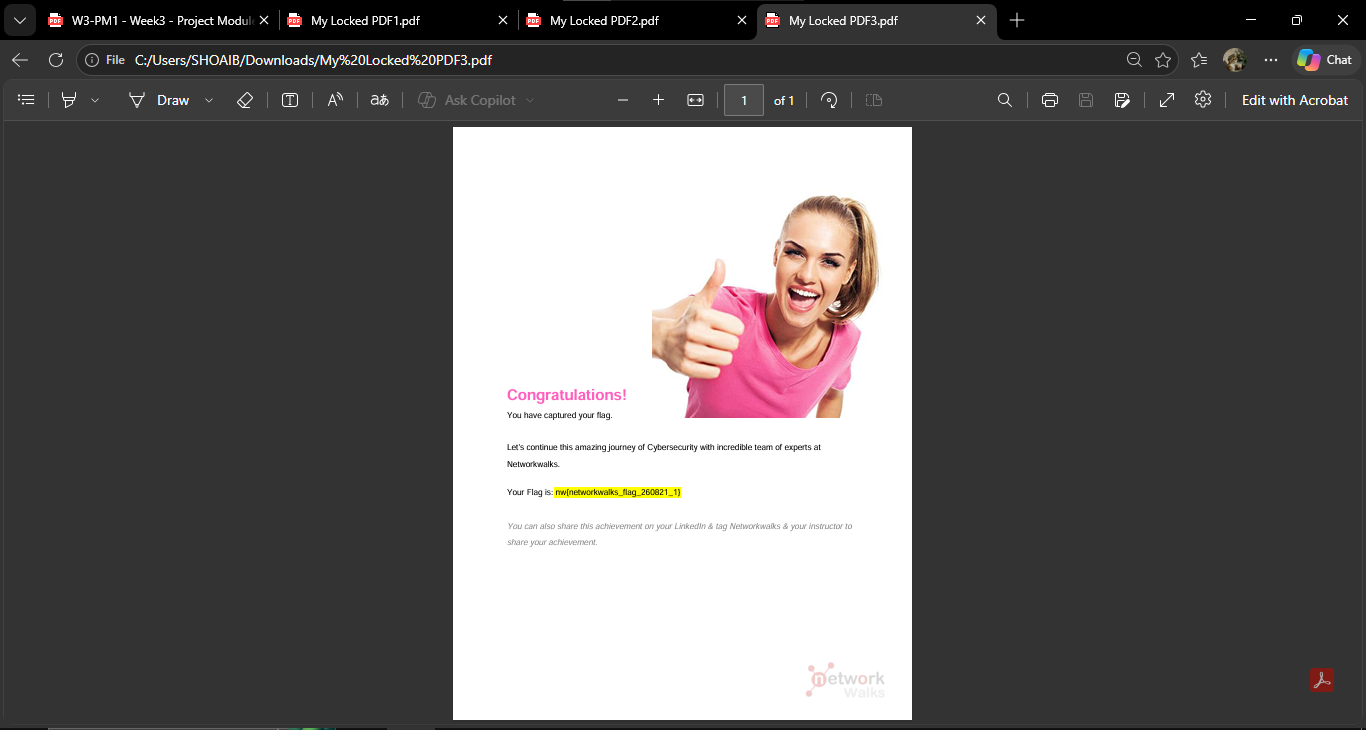 W3-PM1 - Week3 - Project Modul
My Locked PDF1.pdf
My Locked PDF2.pdf
My Locked PDF3.pdf
File C:/Users/SHOAIB/Downloads/My%20Locked%20PDF3.pdf
Chat
Draw
Ask Copilot
1 of 1
Edit with Acrobat
Congratulations!
You have captured your flag.
Let's continue this amazing journey of Cybersecurity with incredible team of experts at
Networkwalks.
Your Flag is: nw{networkwalks_flag_260821_1}
You can also share this achievement on your LinkedIn & tag Networkwalks & your instructor to
share your achievement.
network
Walks